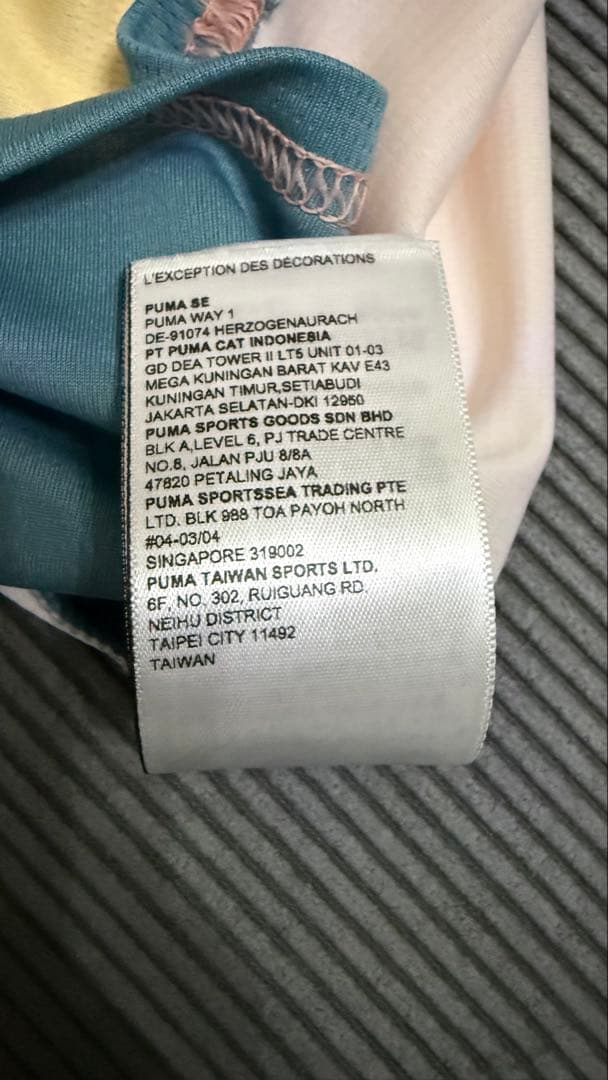 L'EXCEPTION DES DÉCORATIONS
PUMA SE
PUMA WAY 1
DE-91074 HERZOGENAURACH
PT PUMA CAT INDONESIA
GD DEA TOWER II LT5 UNIT 01-03
MEGA KUNINGAN BARAT KAV E43
KUNINGAN TIMUR,SETIABUDI
JAKARTA SELATAN-DKI 12950
PUMA SPORTS GOODS SDN BHD
BLK A,LEVEL 6, PJ TRADE CENTRE
NO.8, JALAN PJU 8/8A
47820 PETALING JAYA
PUMA SPORTSSEA TRADING PTE
LTD. BLK 988 TOA PAYOH NORTH
#04-03/04
SINGAPORE 319002
PUMA TAIWAN SPORTS LTD.
6F, NO. 302, RUIGUANG RD.
NEIHU DISTRICT
TAIPEI CITY 11492
TAIWAN